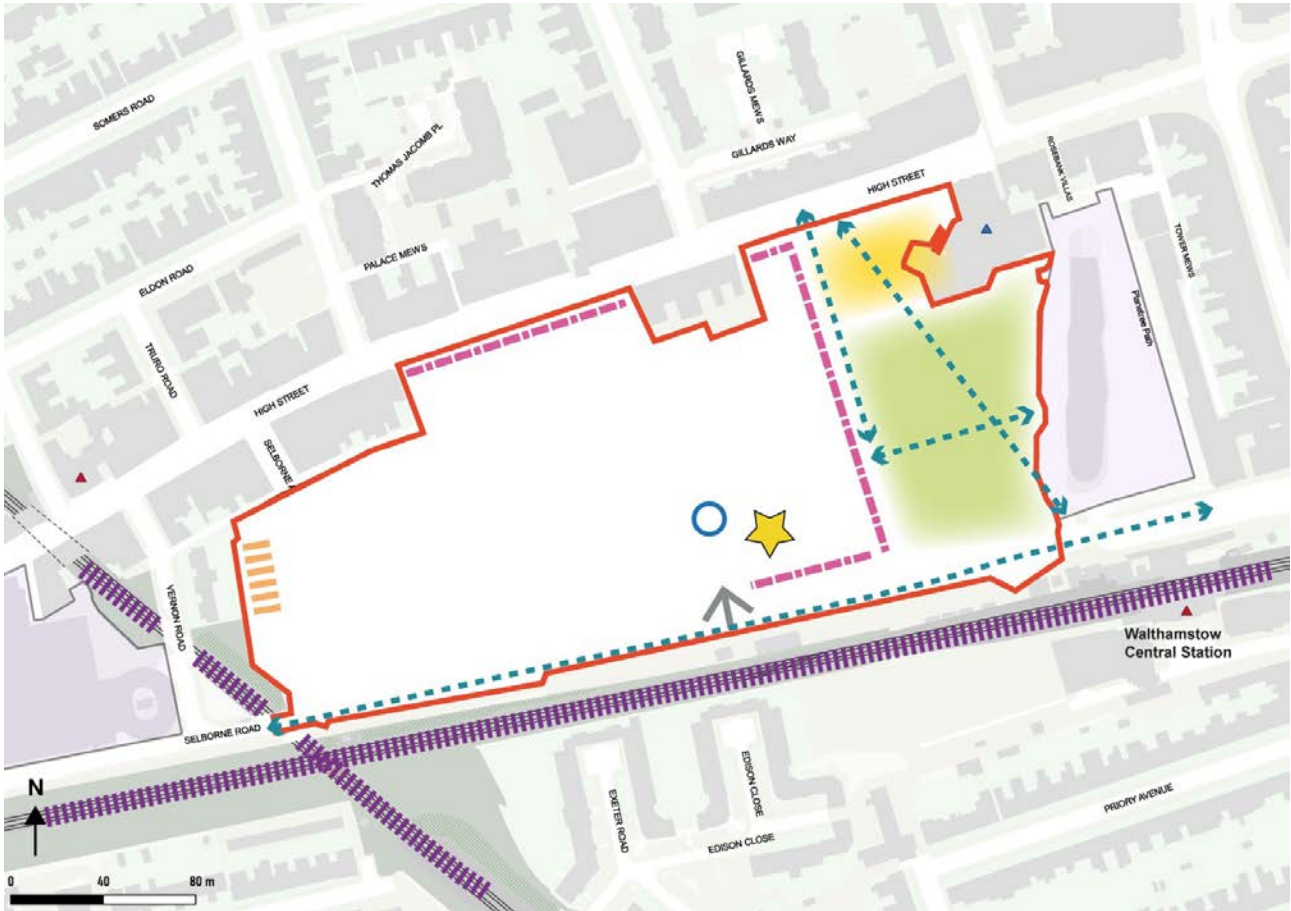 SOMERS ROAD
THOMAS JACOMB PL
GILLARDS MEWS
GILLARDS WAY
HIGH STREET
ROSEBANK VILLAS
TOWER MEWS
Planetree Path
PALACE MEWS
ELDON ROAD
TRURO ROAD
HIGH STREET
SELBORNE
VERNON ROAD
SELBORNE ROAD
Walthamstow
Central Station
EXETER ROAD
EDISON CLOSE
EDISON CLOSE
PRIORY AVENUE
N
0 40 80 m